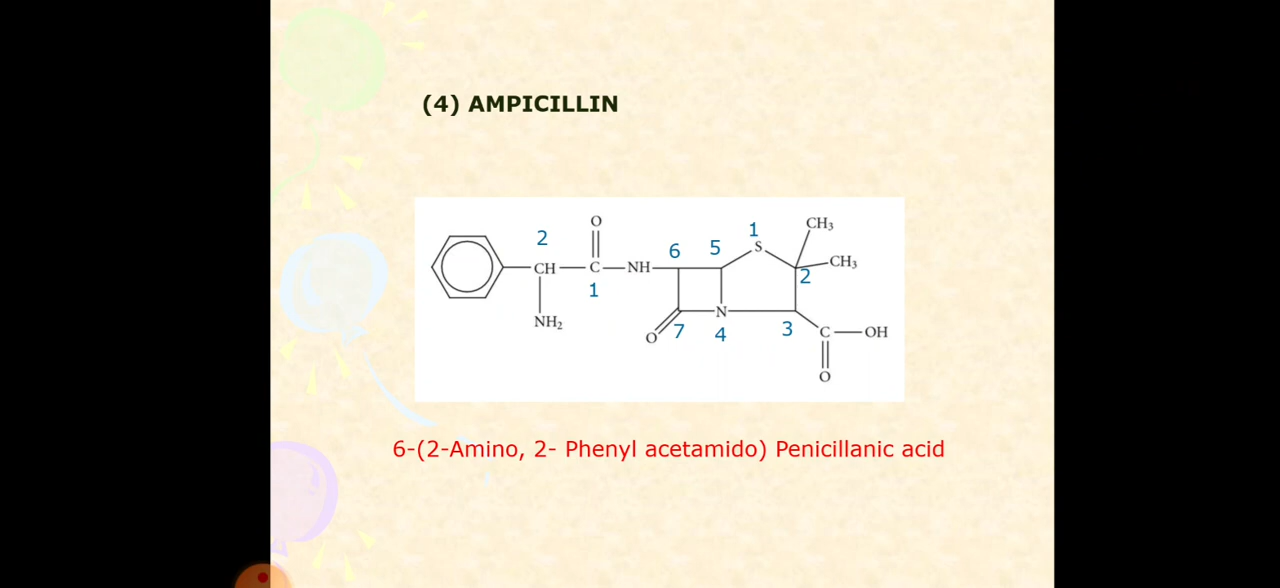 (4) AMPICILLIN
O
1
CH₃
2
6
5
S
CH₃
CH
C
NH
2
1
NH₂
O
7
N
4
3
C
OH
O
6-(2-Amino, 2- Phenyl acetamido) Penicillanic acid